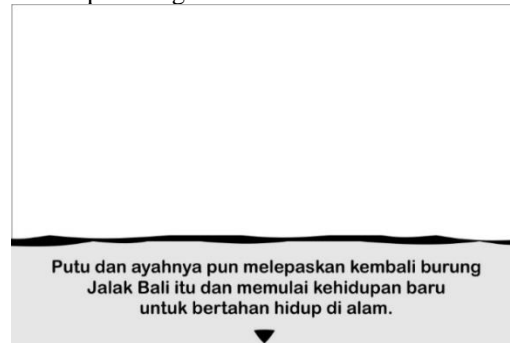 Putu dan ayahnya pun melepaskan kembali burung
Jalak Bali itu dan memulai kehidupan baru
untuk bertahan hidup di alam.